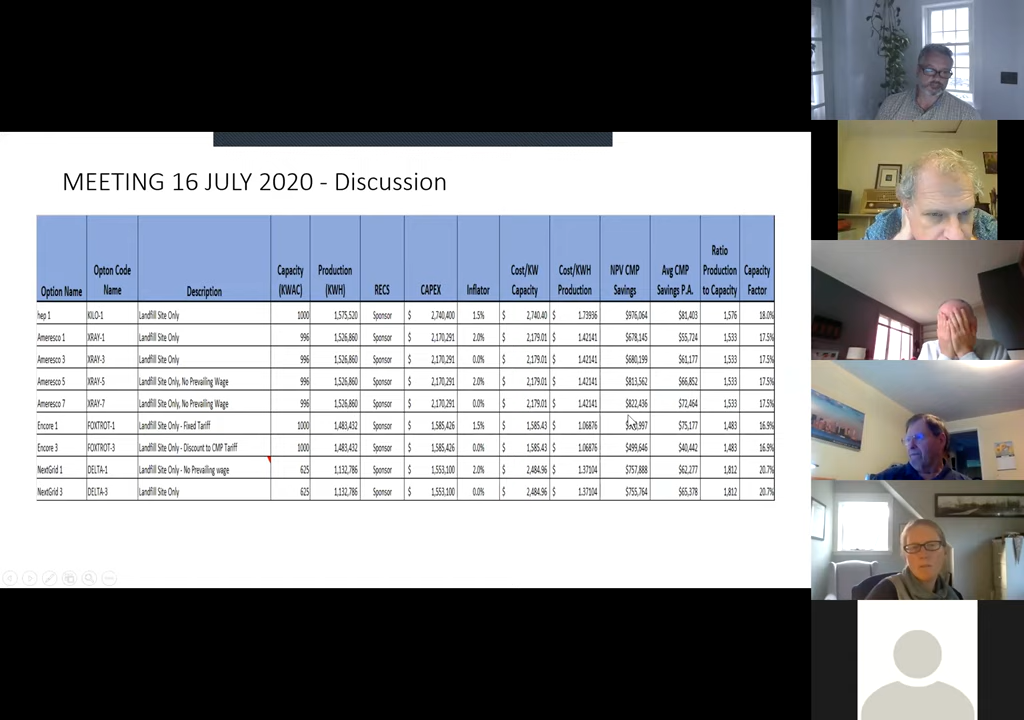 MEETING 16 JULY 2020 - Discussion
Option Name Opton Code Name Description Capacity (KWAC) Production (KWH) RECS CAPEX Inflator Cost/KW Capacity Cost/KWH Production NPV CMP Savings Avg CMP Savings P.A. Ratio Production to Capacity Capacity Factor
hep 1 KILO-1 Landfill Site Only 1000 1,575,520 Sponsor $ 2,740,400 1.5% $ 2,740.40 $ 1.73936 $976,064 $81,403 1,576 18.0%
Ameresco 1 XRAY-1 Landfill Site Only 996 1,526,860 Sponsor $ 2,170,291 2.0% $ 2,179.01 $ 1.42141 $678,145 $55,724 1,533 17.5%
Ameresco 3 XRAY-3 Landfill Site Only 996 1,526,860 Sponsor $ 2,170,291 0.0% $ 2,179.01 $ 1.42141 $680,199 $61,177 1,533 17.5%
Ameresco 5 XRAY-5 Landfill Site Only, No Prevailing Wage 996 1,526,860 Sponsor $ 2,170,291 2.0% $ 2,179.01 $ 1.42141 $813,562 $66,852 1,533 17.5%
Ameresco 7 XRAY-7 Landfill Site Only, No Prevailing Wage 996 1,526,860 Sponsor $ 2,170,291 0.0% $ 2,179.01 $ 1.42141 $822,436 $72,464 1,533 17.5%
Encore 1 FOXTROT-1 Landfill Site Only - Fixed Tariff 1000 1,483,432 Sponsor $ 1,585,426 1.5% $ 1,585.43 $ 1.06876 $75,177 1,483 16.9%
Encore 3 FOXTROT-3 Landfill Site Only - Discount to CMP Tariff 1000 1,483,432 Sponsor $ 1,585,426 0.0% $ 1,585.43 $ 1.06876 $499,646 $40,442 1,483 16.9%
NextGrid 1 DELTA-1 Landfill Site Only - No Prevailing wage 625 1,132,786 Sponsor $ 1,553,100 2.0% $ 2,484.96 $ 1.37104 $757,888 $62,277 1,812 20.7%
NextGrid 3 DELTA-3 Landfill Site Only 625 1,132,786 Sponsor $ 1,553,100 0.0% $ 2,484.96 $ 1.37104 $755,764 $65,378 1,812 20.7%